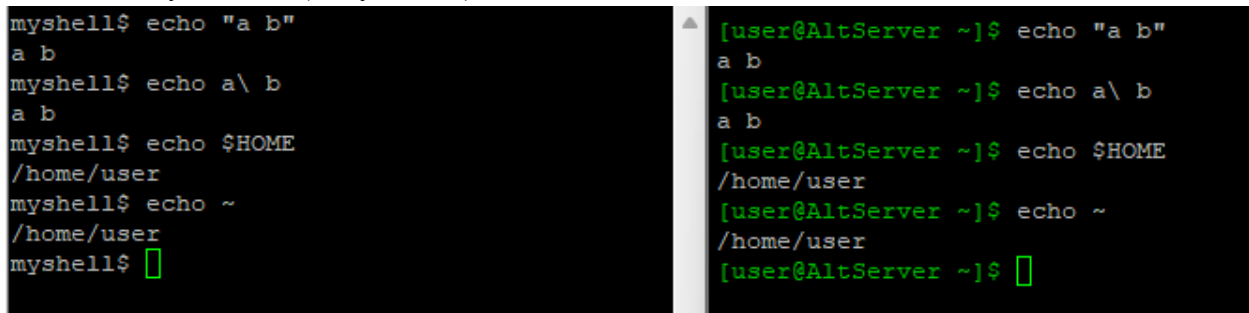 myshell$ echo "a b"
a b
myshell$ echo a\ b
a b
myshell$ echo $HOME
/home/user
myshell$ echo ~
/home/user
myshell$
[user@AltServer ~]$ echo "a b"
a b
[user@AltServer ~]$ echo a\ b
a b
[user@AltServer ~]$ echo $HOME
/home/user
[user@AltServer ~]$ echo ~
/home/user
[user@AltServer ~]$